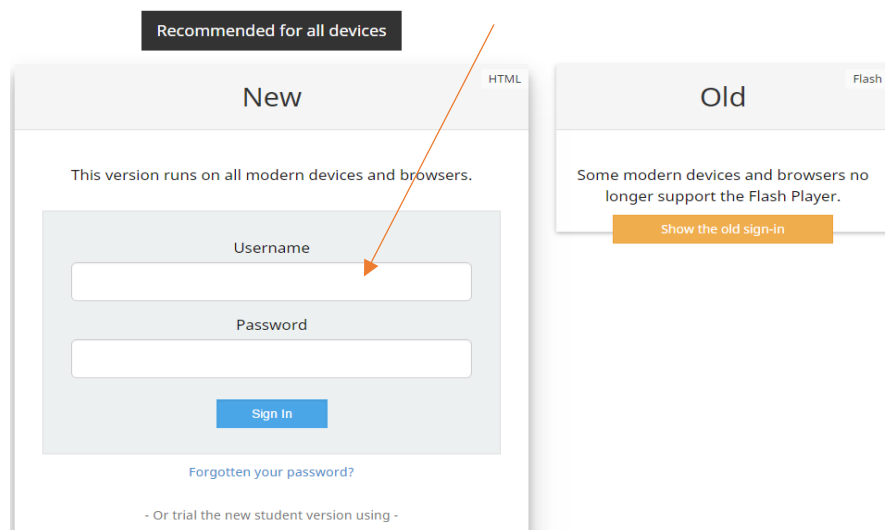 Recommended for all devices
HTML
New
This version runs on all modern devices and browsers.
Username
Password
Sign In
Forgotten your password?
- Or trial the new student version using -
Flash
Old
Some modern devices and browsers no
longer support the Flash Player.
Show the old sign-in